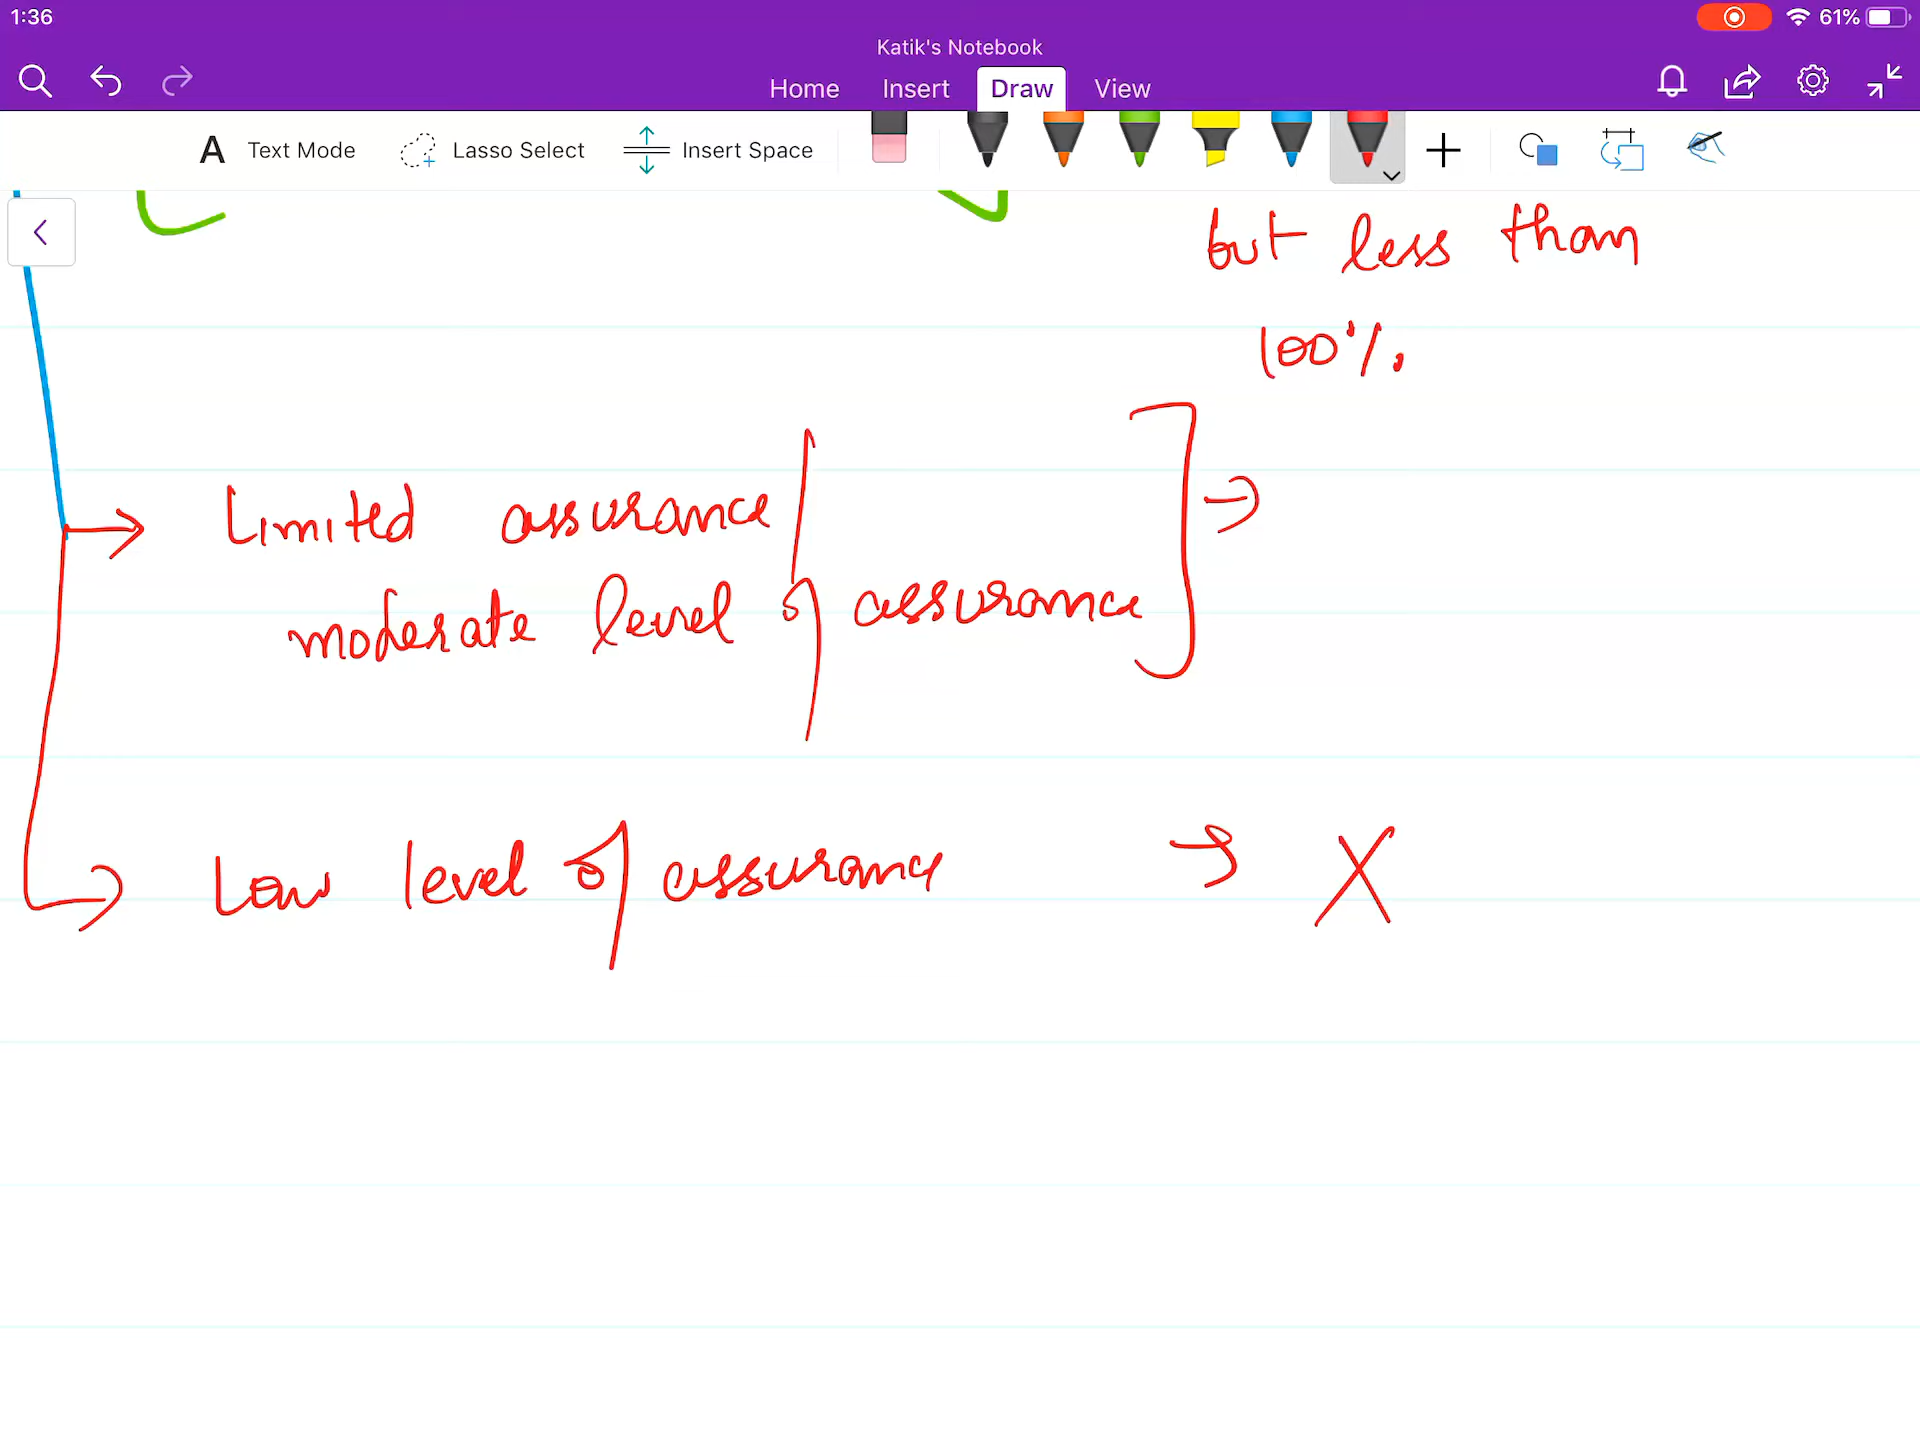 1:36
61%
Katik's Notebook
Home Insert Draw View
A Text Mode Lasso Select Insert Space
but less than
100%.
Limited assurance
moderate level of assurance
Low level of assurance